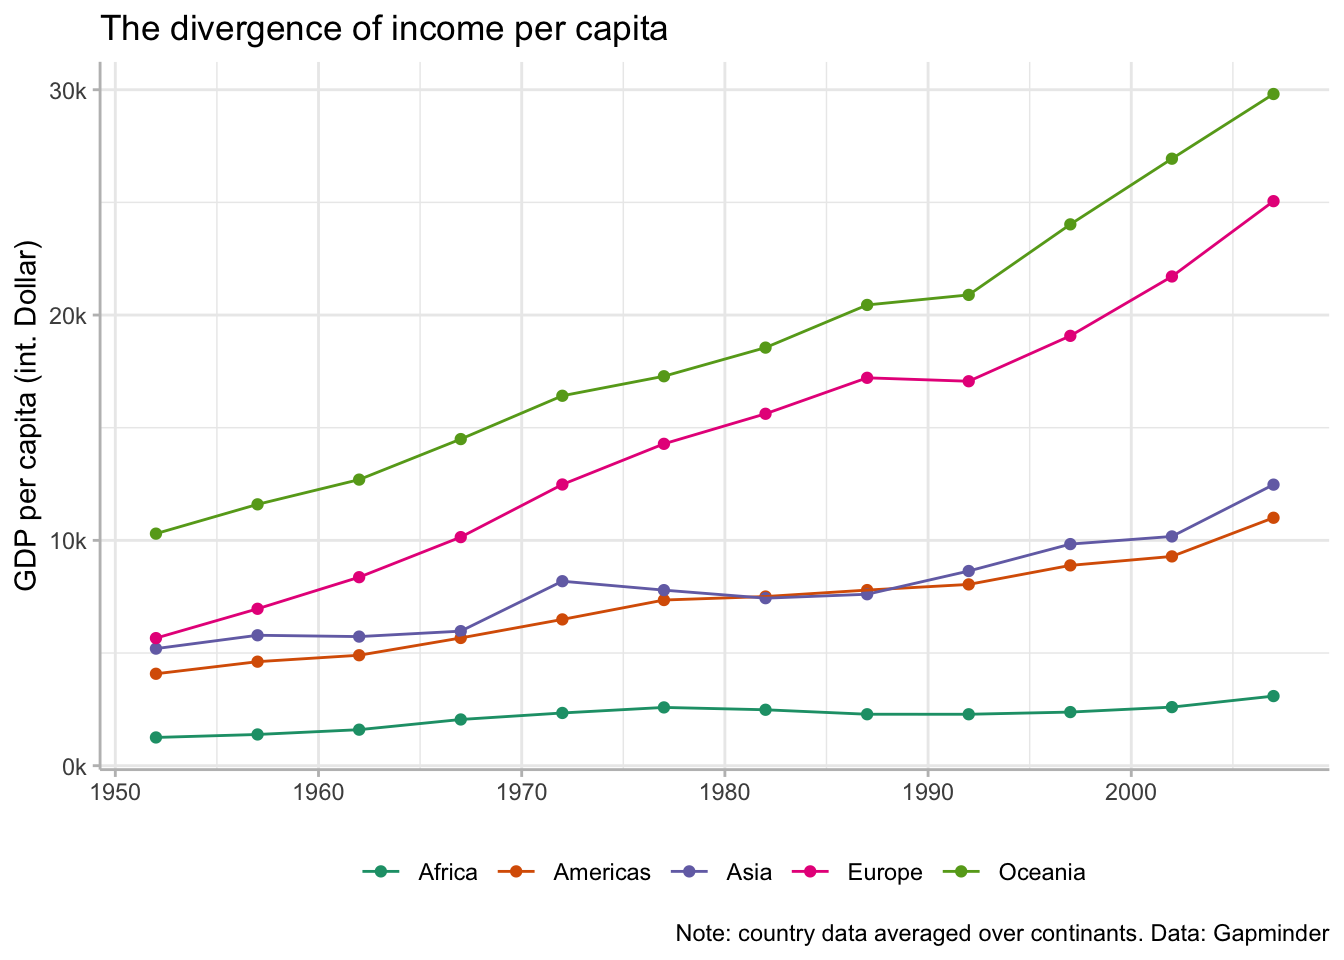 The divergence of income per capita
GDP per capita (int. Dollar)
30k
20k
10k
0k
1950 1960 1970 1980 1990 2000
Africa Americas Asia Europe Oceania
Note: country data averaged over continants. Data: Gapminder